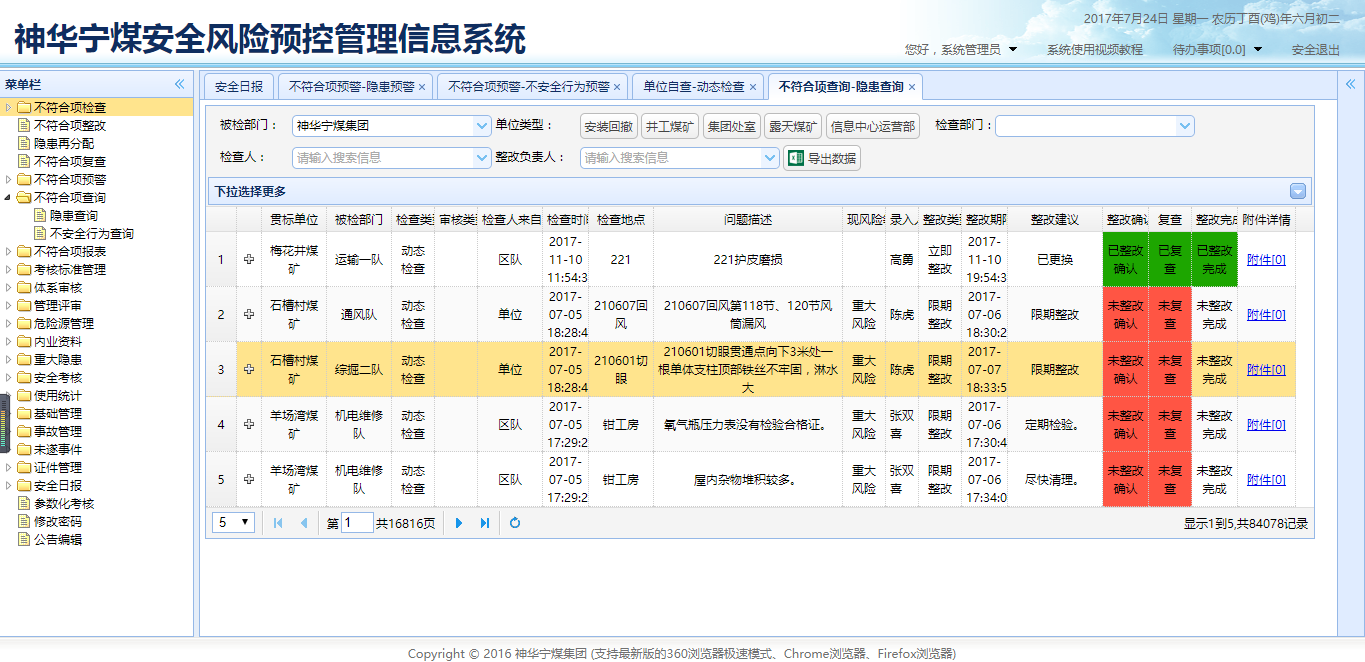 神华宁煤安全风险预控管理信息系统
2017年7月24日 星期一 农历丁酉(鸡)年六月初二
您好，系统管理员 系统使用视频教程 待办事项[0.0] 安全退出
菜单栏
安全日报 不符合项预警-隐患预警 × 不符合项预警-不安全行为预警 × 单位自查-动态检查 × 不符合项查询-隐患查询 ×
不符合项检查
不符合项整改
隐患再分配
不符合项复查
不符合项预警
不符合项查询
隐患查询
不安全行为查询
不符合项报表
考核标准管理
体系审核
管理评审
危险源管理
内业资料
重大隐患
安全考核
使用统计
基础管理
事故管理
未遂事件
证件管理
安全日报
参数化考核
修改密码
公告编辑
被检部门： 神华宁煤集团 单位类型： 安装回撤 井工煤矿 集团处室 露天煤矿 信息中心运营部 检查部门：
检查人： 请输入搜索信息 整改负责人： 请输入搜索信息 导出数据
下拉选择更多
贯标单位 被检部门 检查类 审核类 检查人来自 检查时间 检查地点 问题描述 现风险 录入人 整改类 整改期限 整改建议 整改确认 复查 整改完成 附件详情
1 梅花井煤矿 运输一队 动态检查 区队 2017-11-10 11:54:3 221 221护皮磨损 高勇 立即整改 2017-11-10 19:54:3 已更换 已整改确认 已复查 已整改完成 附件[0]
2 石槽村煤矿 通风队 动态检查 单位 2017-07-05 18:28:4 210607回风 210607回风第118节、120节风筒漏风 重大风险 陈虎 限期整改 2017-07-06 18:30:2 限期整改 未整改确认 未复查 未整改完成 附件[0]
3 石槽村煤矿 综掘二队 动态检查 单位 2017-07-05 18:28:4 210601切眼 210601切眼贯通点向下3米处一根单体支柱顶部铁丝不牢固，淋水大 重大风险 陈虎 限期整改 2017-07-07 18:33:5 限期整改 未整改确认 未复查 未整改完成 附件[0]
4 羊场湾煤矿 机电维修队 动态检查 区队 2017-07-05 17:29:2 钳工房 氧气瓶压力表没有检验合格证。 重大风险 张双喜 限期整改 2017-07-06 17:30:4 定期检验。 未整改确认 未复查 未整改完成 附件[0]
5 羊场湾煤矿 机电维修队 动态检查 区队 2017-07-05 17:29:2 钳工房 屋内杂物堆积较多。 重大风险 张双喜 限期整改 2017-07-06 17:34:0 尽快清理。 未整改确认 未复查 未整改完成 附件[0]
5 第 1 共16816页 显示1到5,共84078记录
Copyright © 2016 神华宁煤集团 (支持最新版的360浏览器极速模式、Chrome浏览器、Firefox浏览器)